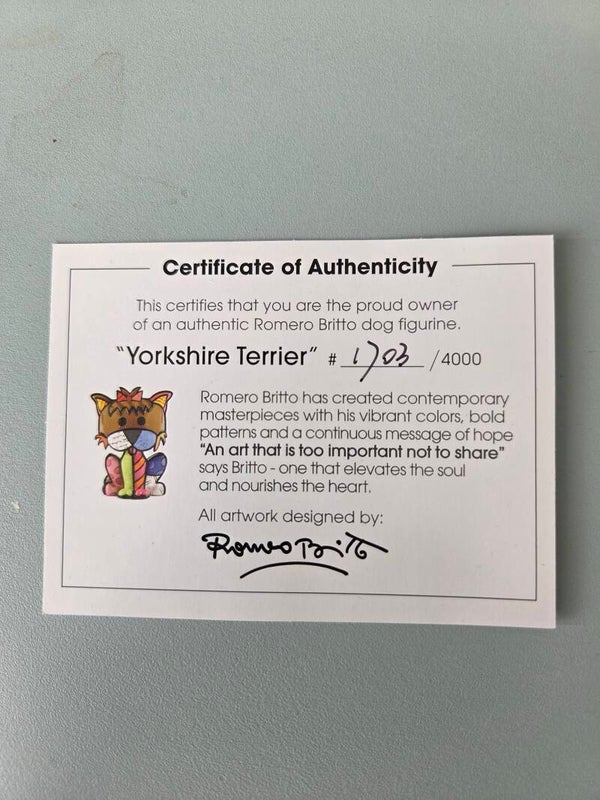 Certificate of Authenticity
This certifies that you are the proud owner
of an authentic Romero Britto dog figurine.
"Yorkshire Terrier" # 1703 /4000
Romero Britto has created contemporary
masterpieces with his vibrant colors, bold
patterns and a continuous message of hope
"An art that is too important not to share"
says Britto - one that elevates the soul
and nourishes the heart.
All artwork designed by:
Romero Britto